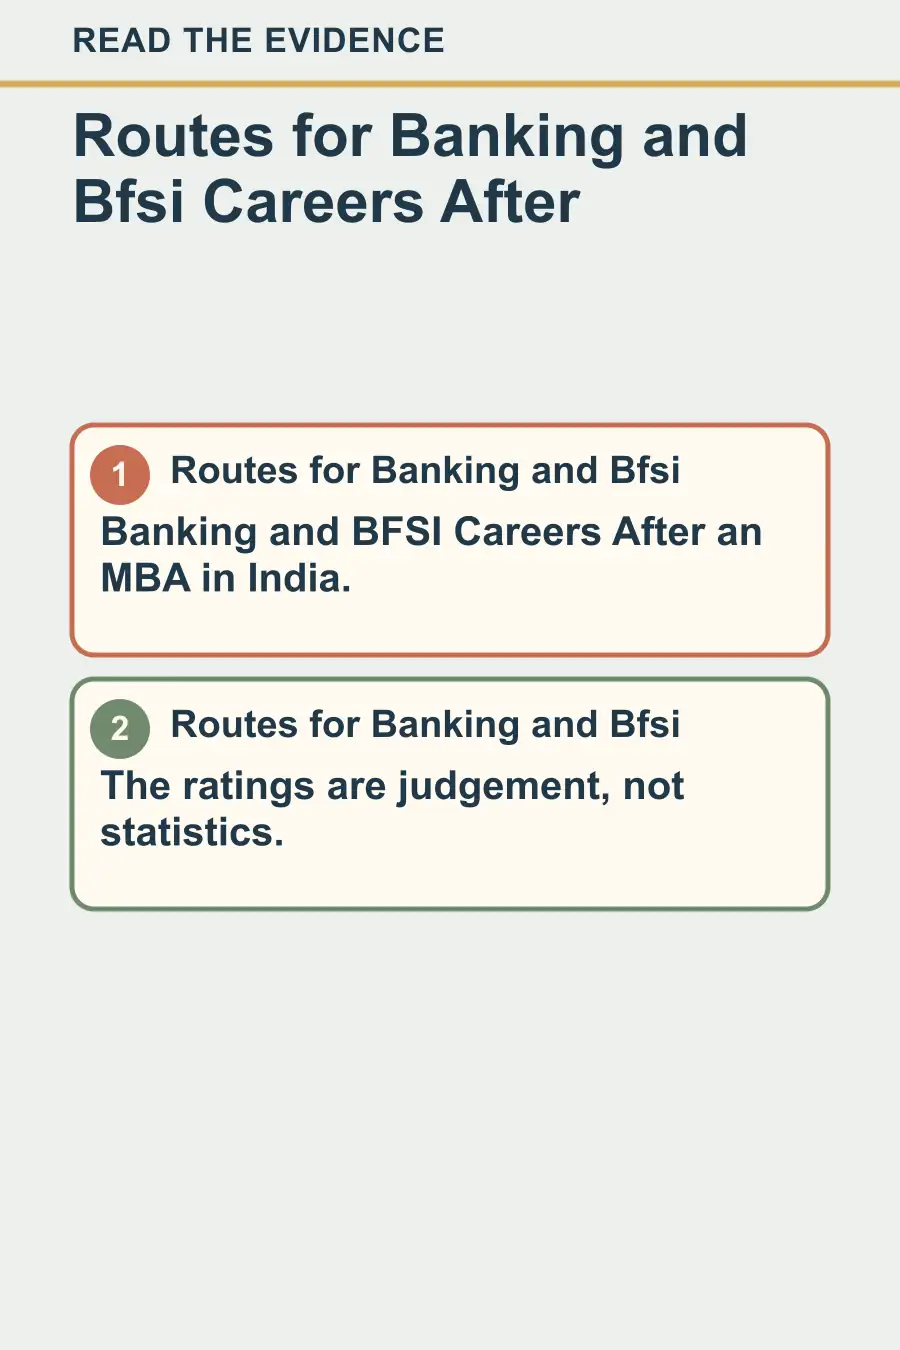 READ THE EVIDENCE
Routes for Banking and
Bfsi Careers After
1 Routes for Banking and Bfsi
Banking and BFSI Careers After an
MBA in India.
2 Routes for Banking and Bfsi
The ratings are judgement, not
statistics.